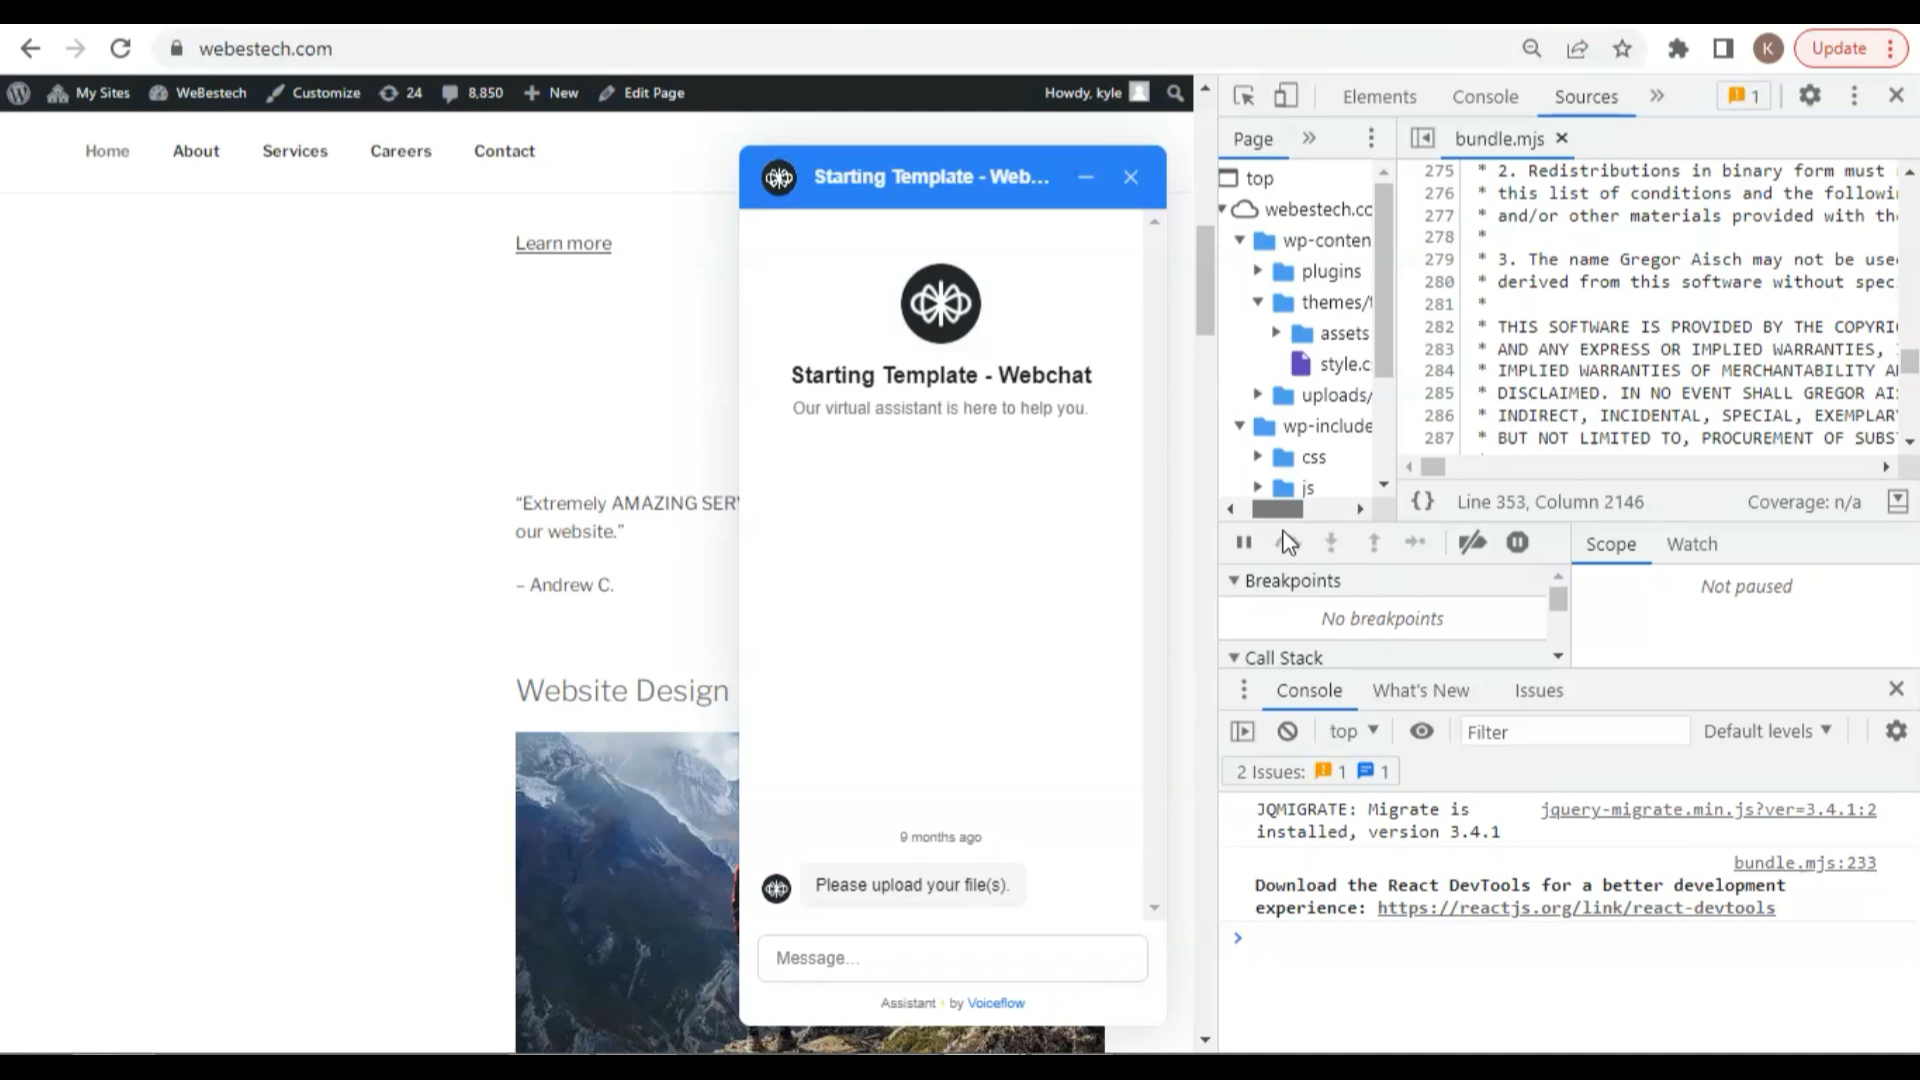 webestech.com
K
Update
My Sites
WeBestech
Customize
24
8,850
New
Edit Page
Howdy, kyle
Home
About
Services
Careers
Contact
Learn more
“Extremely AMAZING SER
our website.”
– Andrew C.
Website Design
Starting Template - Web...
Starting Template - Webchat
Our virtual assistant is here to help you.
9 months ago
Please upload your file(s).
Message...
Assistant by Voiceflow
Elements
Console
Sources
1
Page
bundle.mjs
top
webestech.co
wp-conten
plugins
themes/
assets
style.c
uploads/
wp-include
css
js
275 * 2. Redistributions in binary form must
276 * this list of conditions and the followi
277 * and/or other materials provided with th
278 *
279 * 3. The name Gregor Aisch may not be use
280 * derived from this software without spec
281 *
282 * THIS SOFTWARE IS PROVIDED BY THE COPYRI
283 * AND ANY EXPRESS OR IMPLIED WARRANTIES,
284 * IMPLIED WARRANTIES OF MERCHANTABILITY A
285 * DISCLAIMED. IN NO EVENT SHALL GREGOR AI
286 * INDIRECT, INCIDENTAL, SPECIAL, EXEMPLAR
287 * BUT NOT LIMITED TO, PROCUREMENT OF SUBS
{} Line 353, Column 2146
Coverage: n/a
Scope
Watch
Breakpoints
No breakpoints
Call Stack
Not paused
Console
What's New
Issues
top
Filter
Default levels
2 Issues: 1 1
JQMIGRATE: Migrate is jquery-migrate.min.js?ver=3.4.1:2
installed, version 3.4.1
bundle.mjs:233
Download the React DevTools for a better development
experience: https://reactjs.org/link/react-devtools